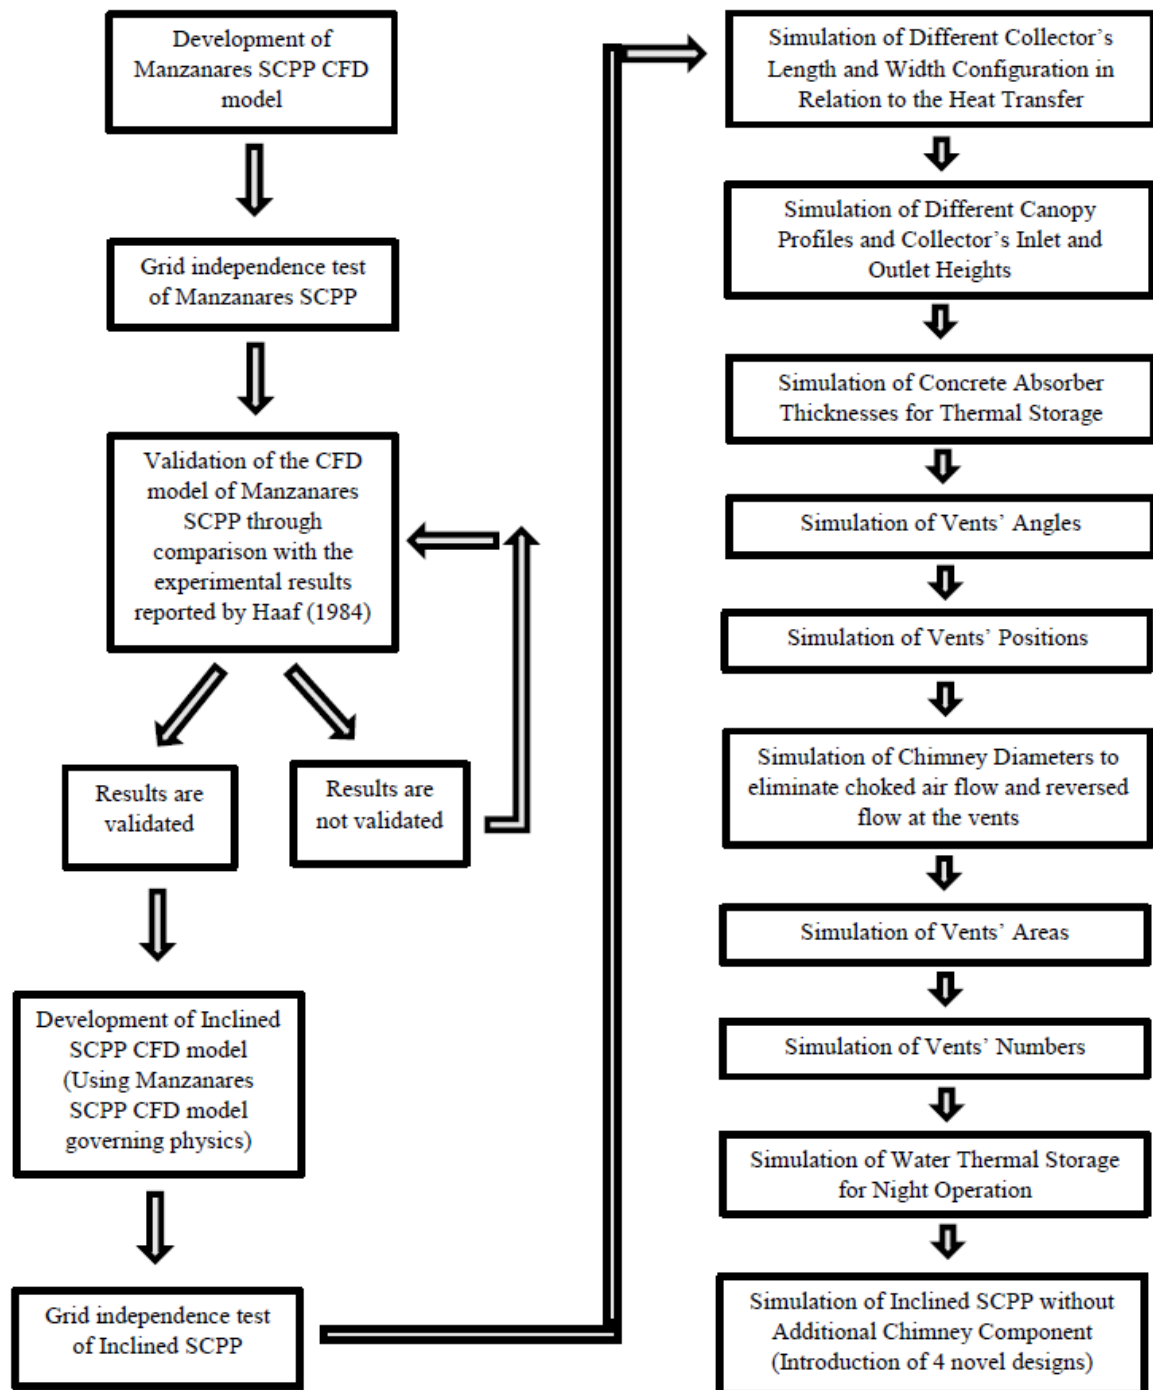 Development of
Manzanares SCPP CFD
model
Grid independence test
of Manzanares SCPP
Validation of the CFD
model of Manzanares
SCPP through
comparison with the
experimental results
reported by Haaf (1984)
Results are
validated
Results are
not validated
Development of Inclined
SCPP CFD model
(Using Manzanares
SCPP CFD model
governing physics)
Grid independence test
of Inclined SCPP
Simulation of Different Collector’s
Length and Width Configuration in
Relation to the Heat Transfer
Simulation of Different Canopy
Profiles and Collector’s Inlet and
Outlet Heights
Simulation of Concrete Absorber
Thicknesses for Thermal Storage
Simulation of Vents’ Angles
Simulation of Vents’ Positions
Simulation of Chimney Diameters to
eliminate choked air flow and reversed
flow at the vents
Simulation of Vents’ Areas
Simulation of Vents’ Numbers
Simulation of Water Thermal Storage
for Night Operation
Simulation of Inclined SCPP without
Additional Chimney Component
(Introduction of 4 novel designs)